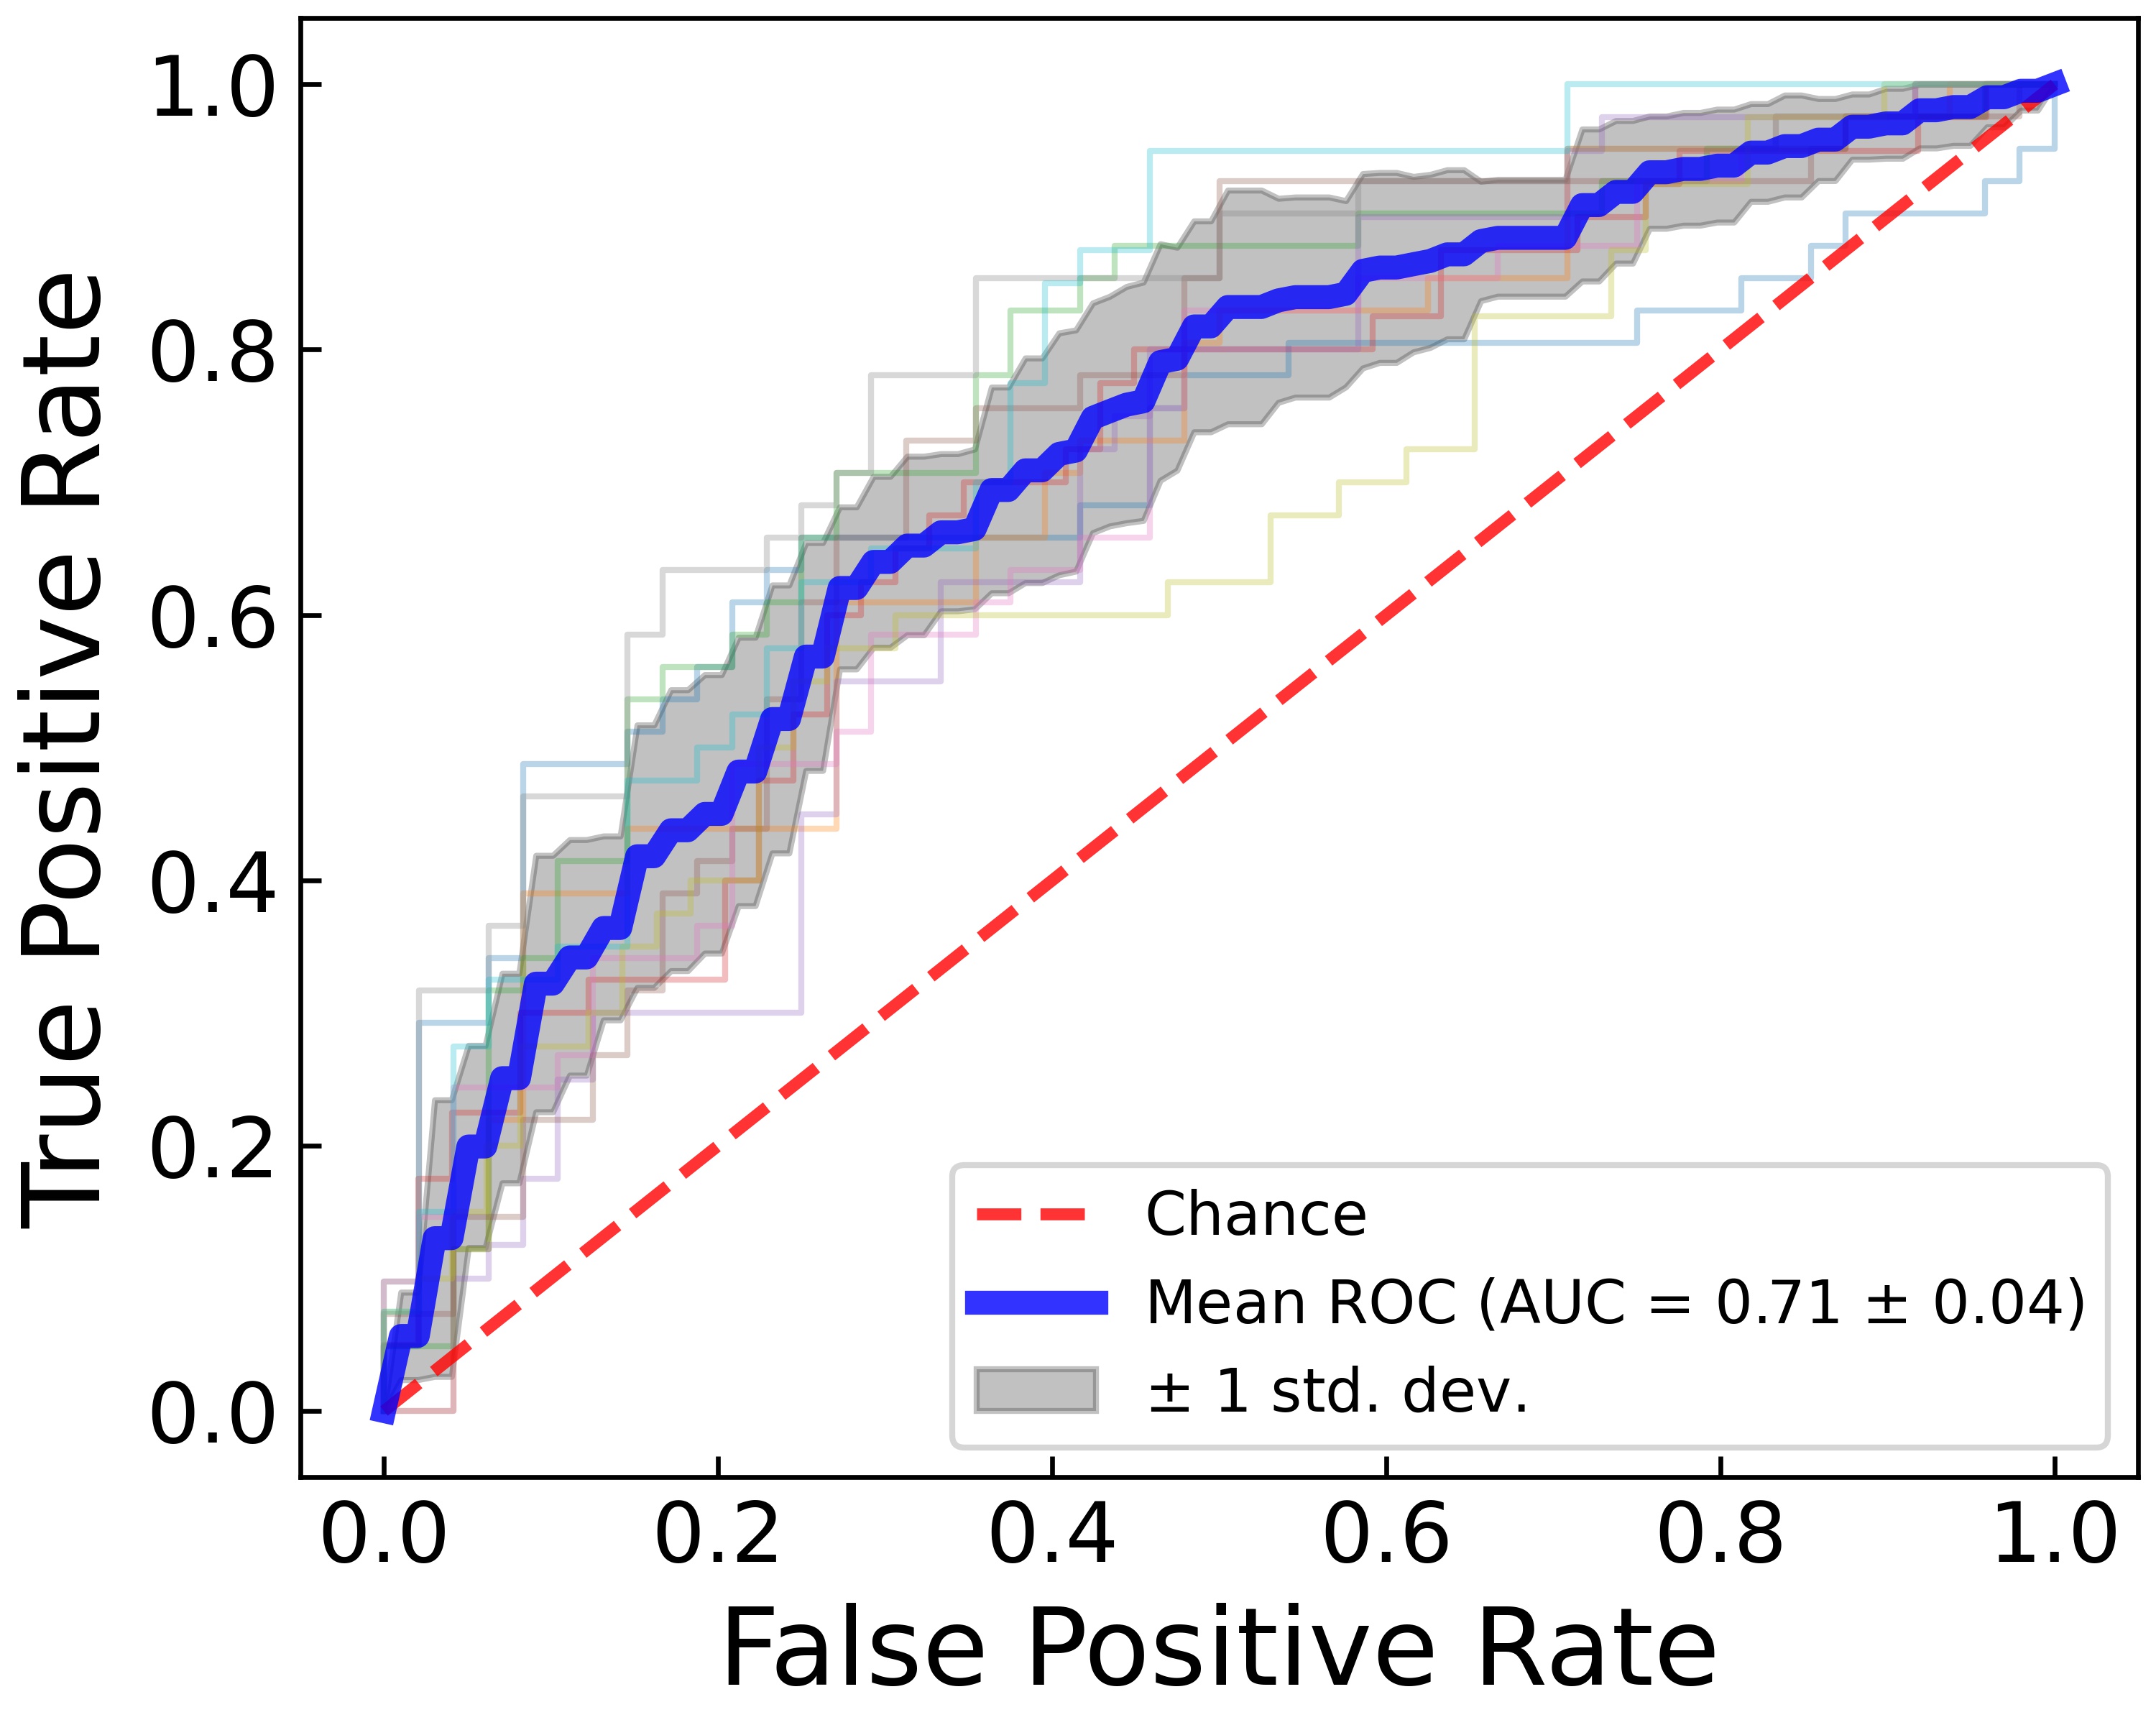 True Positive Rate
1.0
0.8
0.6
0.4
0.2
0.0
Chance
Mean ROC (AUC = 0.71 ± 0.04)
± 1 std. dev.
0.0 0.2 0.4 0.6 0.8 1.0
False Positive Rate